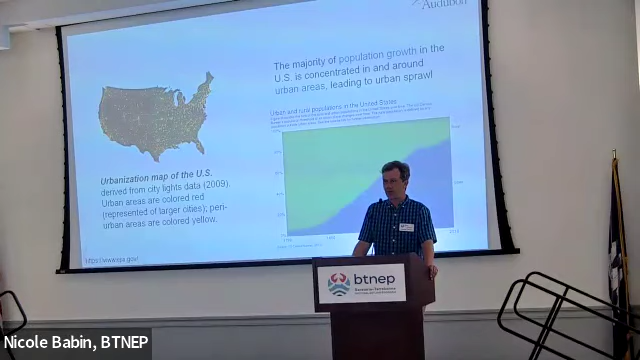 Audubon
The majority of population growth in the
U.S. is concentrated in and around
urban areas, leading to urban sprawl
Urban and rural populations in the United States
Urbanization map of the U.S.
derived from city lights data (2009).
Urban areas are colored red
(represented of larger cities); peri-
urban areas are colored yellow.
btnep
Nicole Babin, BTNEP